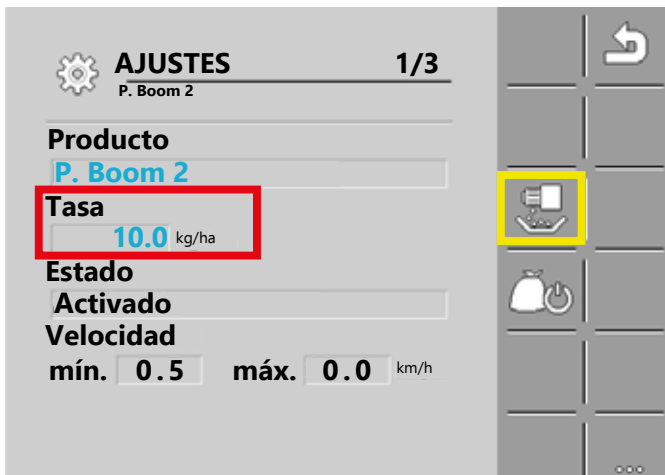 AJUSTES 1/3
P. Boom 2
Producto
P. Boom 2
Tasa
10.0 kg/ha
Estado
Activado
Velocidad
mín. 0.5 máx. 0.0 km/h